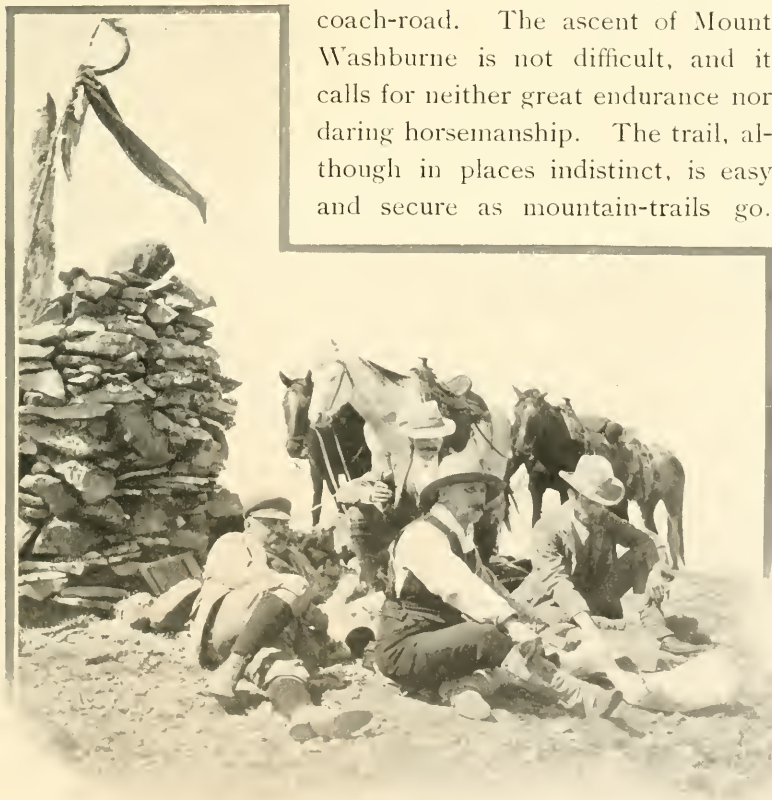 coach-road. The ascent of Mount
Washburne is not difficult, and it
calls for neither great endurance nor
daring horsemanship. The trail, al-
though in places indistinct, is easy
and secure as mountain-trails go.